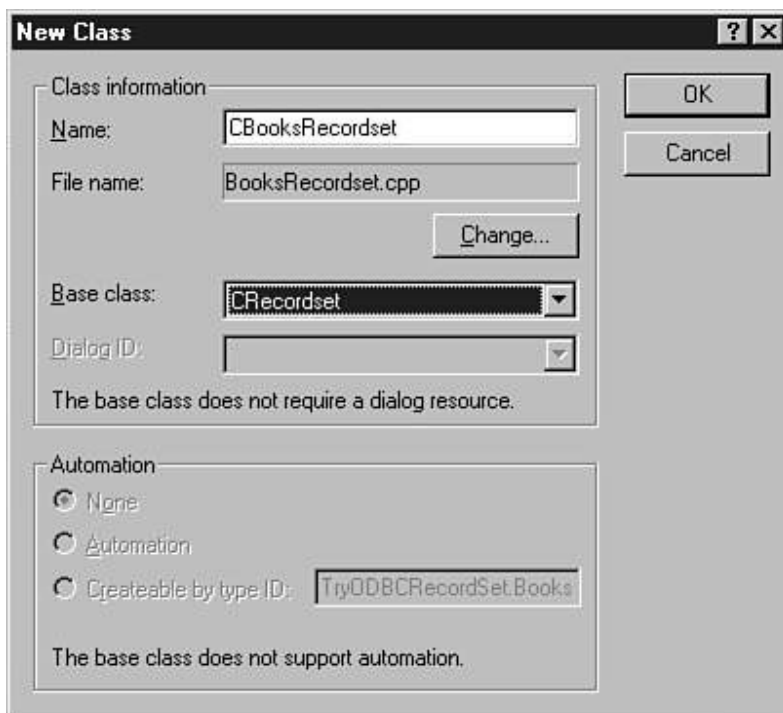 New Class
Class information
Name:
CBooksRecordset
File name:
BooksRecordset.cpp
Change...
Base class:
CRecordset
Dialog ID:
The base class does not require a dialog resource.
OK
Cancel
Automation
None
Automation
Createable by type ID:
TryODBCRecordSet.Books
The base class does not support automation.